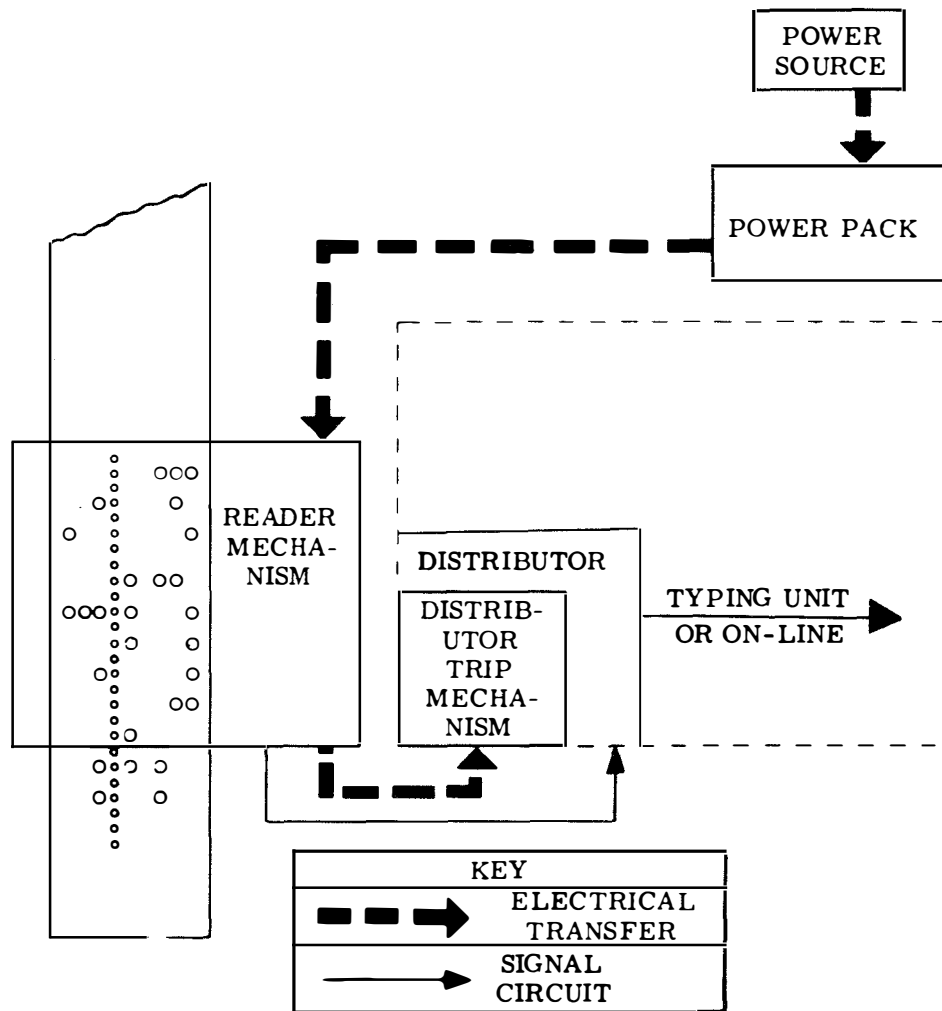 POWER
SOURCE
POWER PACK
READER
MECHA-
NISM
DISTRIBUTOR
DISTRIB-
UTOR
TRIP
MECHA-
NISM
TYPING UNIT
OR ON-LINE
KEY
ELECTRICAL
TRANSFER
SIGNAL
CIRCUIT